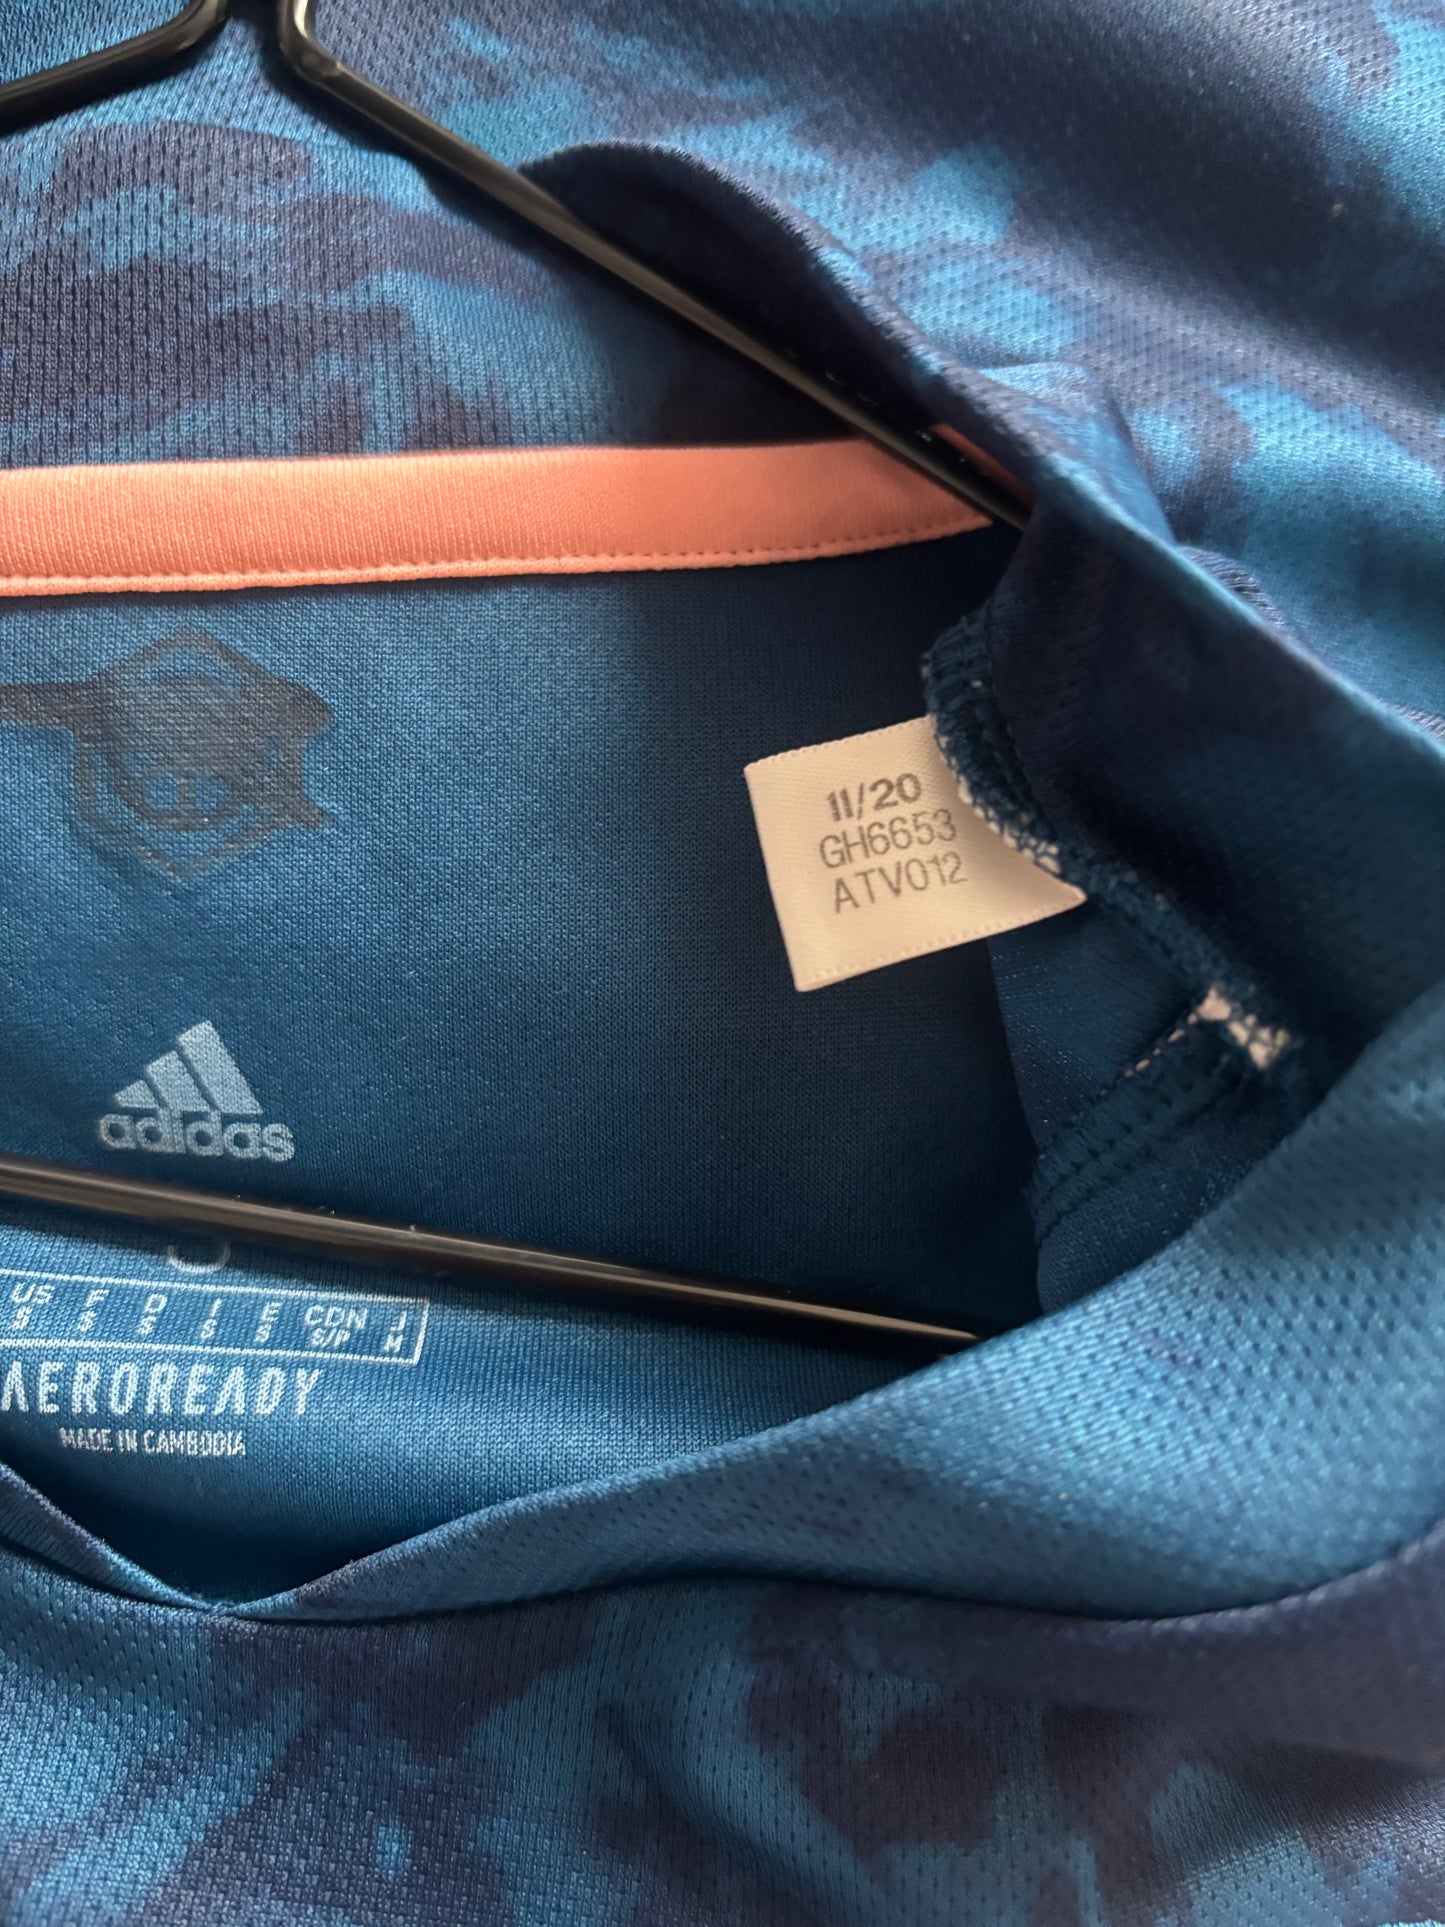 11/20
GH6653
ATV012
adidas
US F D I E CDN J
S S S S S S/P M
AEROREADY
MADE IN CAMBODIA